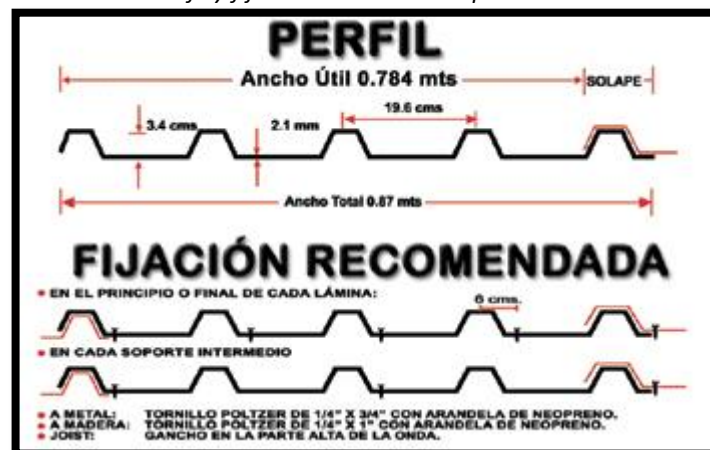 PERFIL
Ancho Útil 0.784 mts
SOLAPE
3.4 cms
2.1 mm
19.6 cms
Ancho Total 0.87 mts
FIJACIÓN RECOMENDADA
• EN EL PRINCIPIO O FINAL DE CADA LÁMINA:
6 cms.
• EN CADA SOPORTE INTERMEDIO
• A METAL: TORNILLO POLTZER DE 1/4" X 3/4" CON ARANDELA DE NEOPRENO.
• A MADERA: TORNILLO POLTZER DE 1/4" X 1" CON ARANDELA DE NEOPRENO.
• JOIST: GANCHO EN LA PARTE ALTA DE LA ONDA.